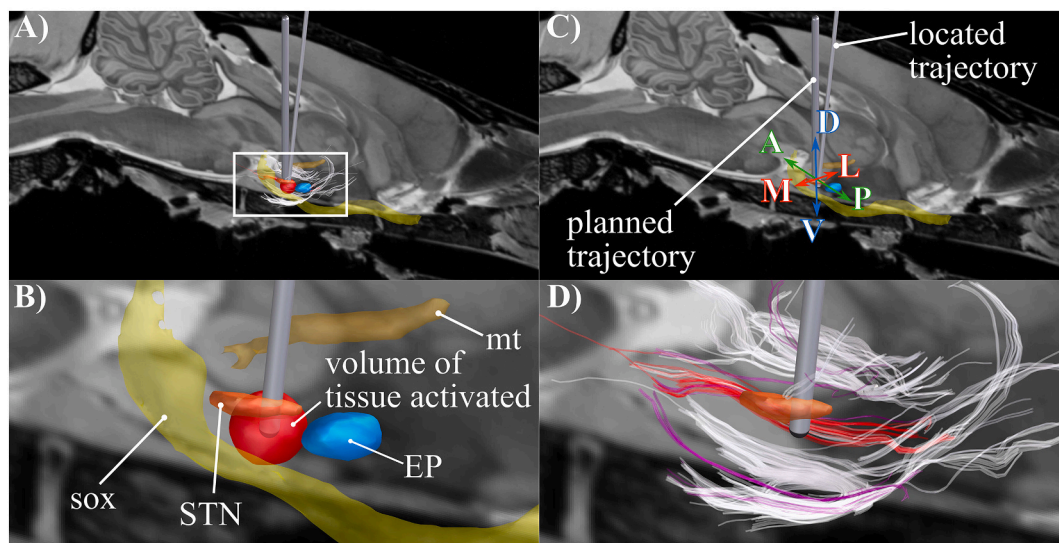 A)
C)
located
trajectory
D
A
L
M
P
V
planned
trajectory
B)
mt
volume of
tissue activated
EP
sox
STN
D)